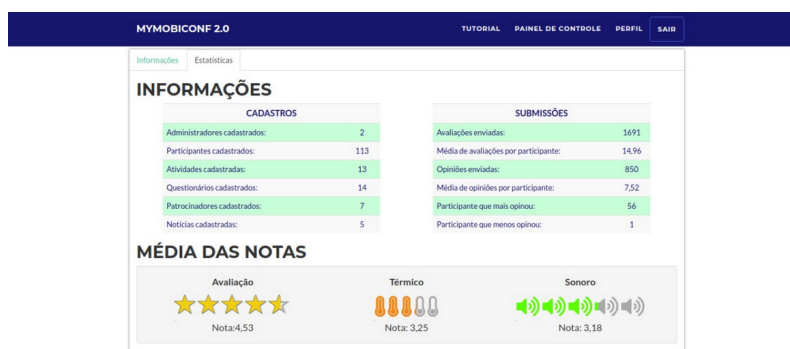 MYMOBICONF 2.0 TUTORIAL PAINEL DE CONTROLE PERFIL SAIR
Informações Estatísticas
INFORMAÇÕES
CADASTROS
Administradores cadastrados: 2
Participantes cadastrados: 113
Atividades cadastradas: 13
Questionários cadastrados: 14
Patrocinadores cadastrados: 7
Notícias cadastradas: 5
SUBMISSÕES
Avaliações enviadas: 1691
Média de avaliações por participante: 14,96
Opiniões enviadas: 850
Média de opiniões por participante: 7,52
Participante que mais opinou: 56
Participante que menos opinou: 1
MÉDIA DAS NOTAS
Avaliação Térmico Sonoro
Nota:4,53 Nota: 3,25 Nota: 3,18